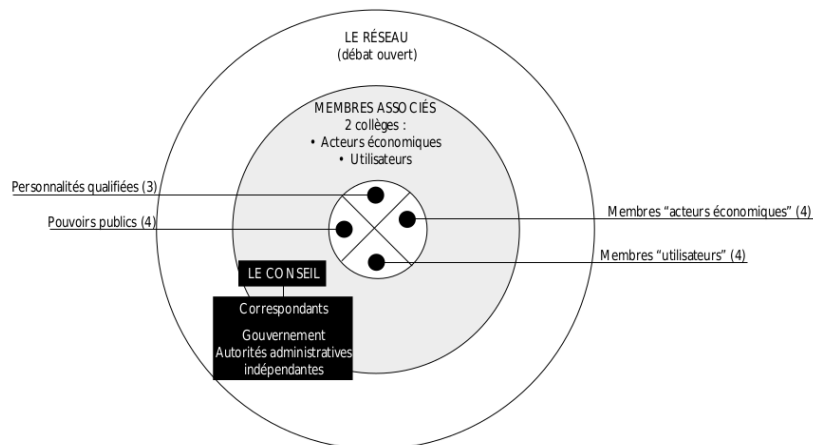 LE RÉSEAU
(débat ouvert)
MEMBRES ASSOCIÉS
2 collèges :
• Acteurs économiques
• Utilisateurs
Personnalités qualifiées (3)
Pouvoirs publics (4)
Membres “acteurs économiques” (4)
Membres “utilisateurs” (4)
LE CONSEIL
Correspondants
Gouvernement
Autorités administratives
indépendantes